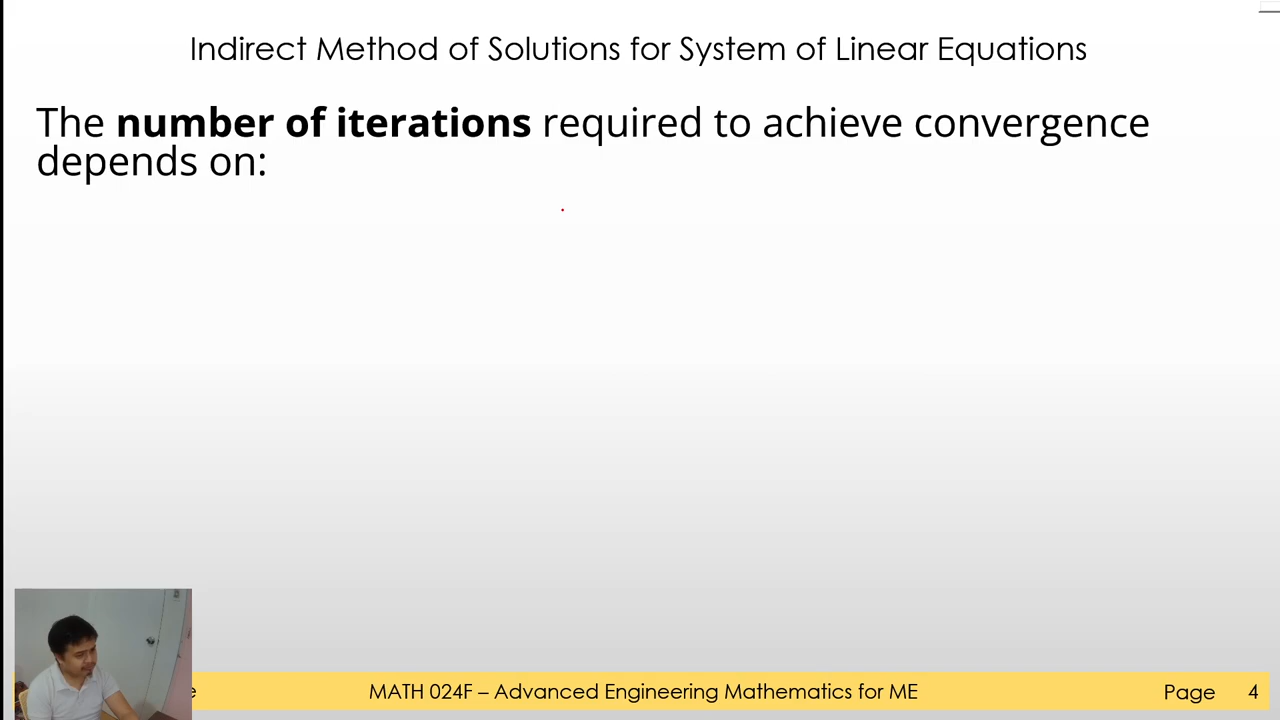 Indirect Method of Solutions for System of Linear Equations
The number of iterations required to achieve convergence
depends on:
MATH 024F – Advanced Engineering Mathematics for ME
Page 4